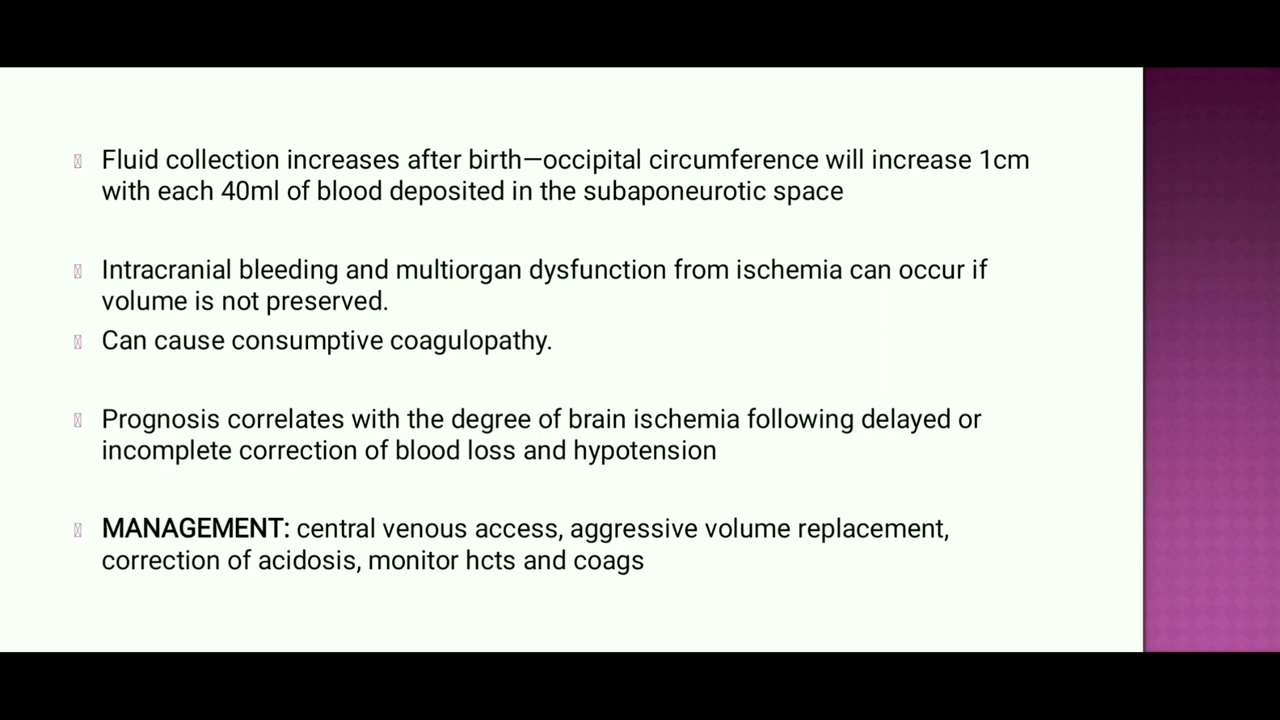 Fluid collection increases after birth—occipital circumference will increase 1cm
with each 40ml of blood deposited in the subaponeurotic space
Intracranial bleeding and multiorgan dysfunction from ischemia can occur if
volume is not preserved.
Can cause consumptive coagulopathy.
Prognosis correlates with the degree of brain ischemia following delayed or
incomplete correction of blood loss and hypotension
MANAGEMENT: central venous access, aggressive volume replacement,
correction of acidosis, monitor hcts and coags